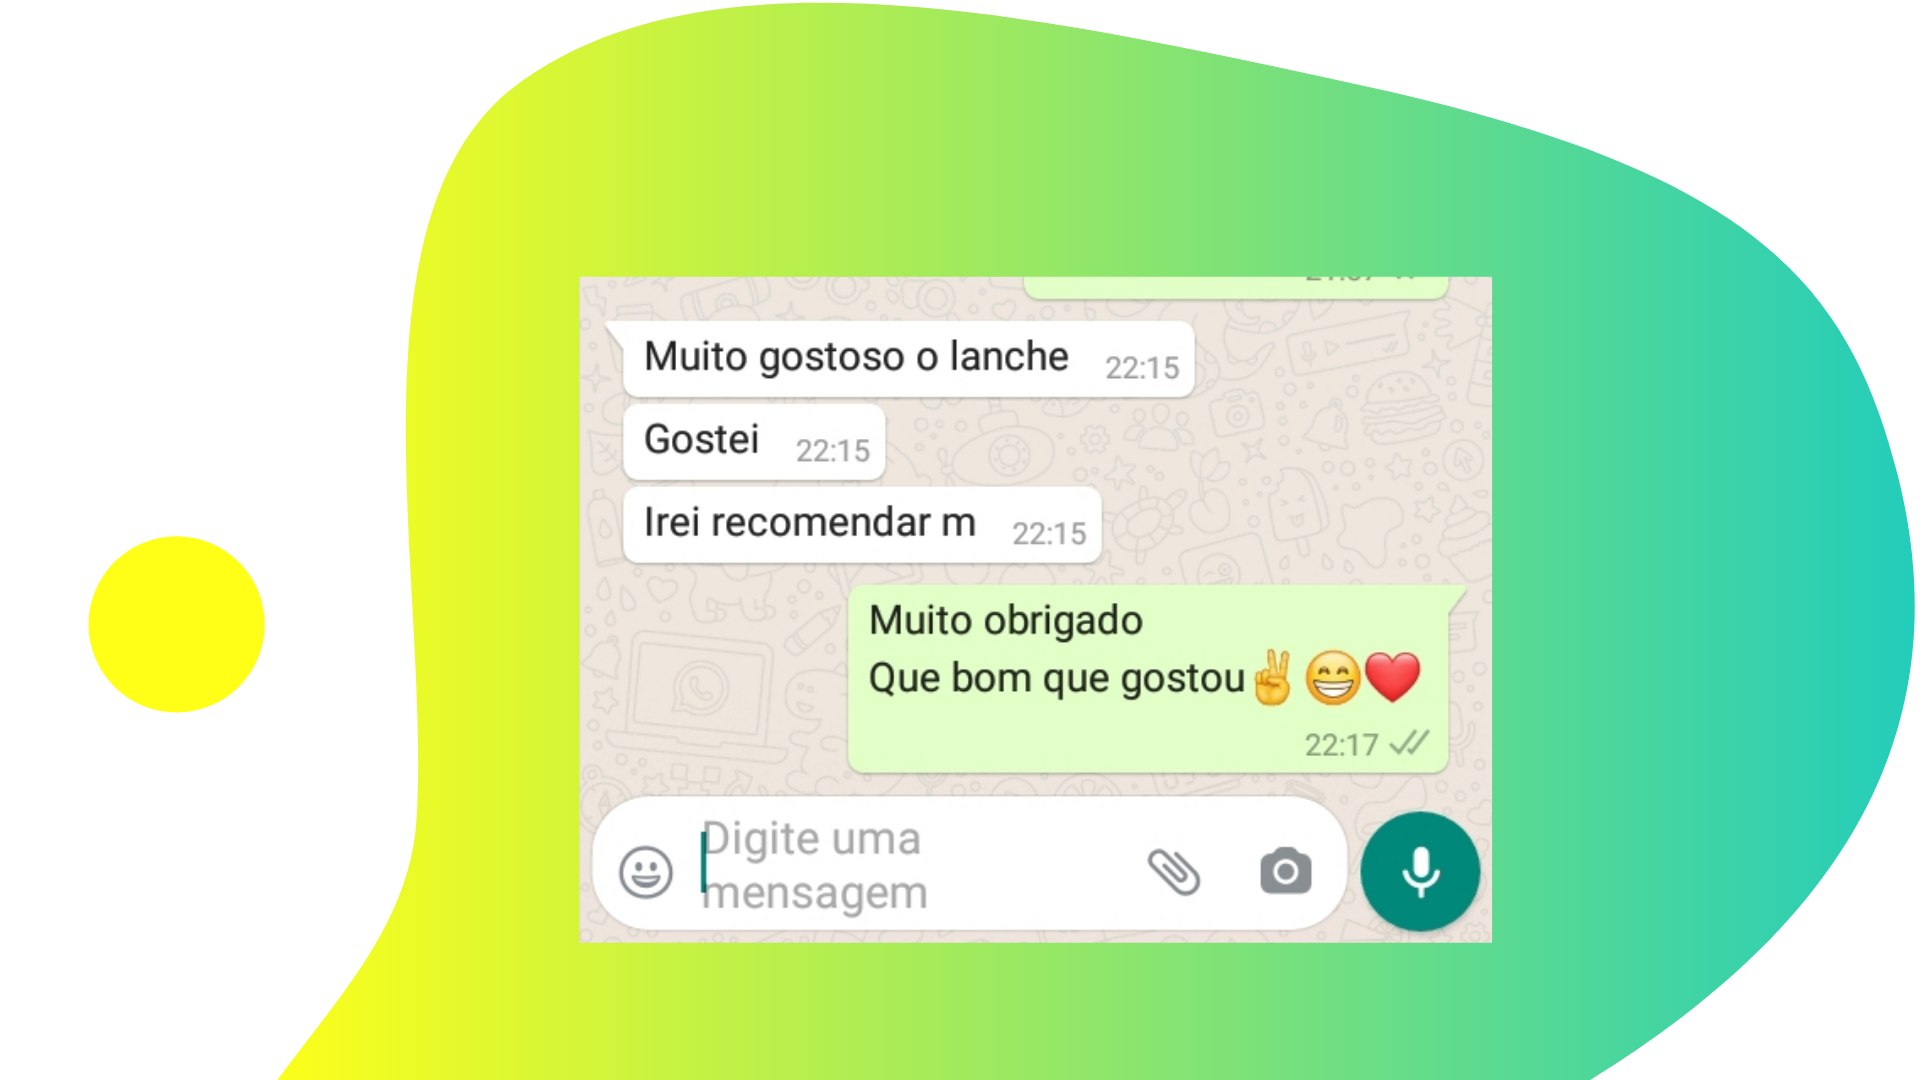 Muito gostoso o lanche 22:15
Gostei 22:15
Irei recomendar m 22:15
Muito obrigado
Que bom que gostou✌😁❤
22:17
Digite uma
mensagem